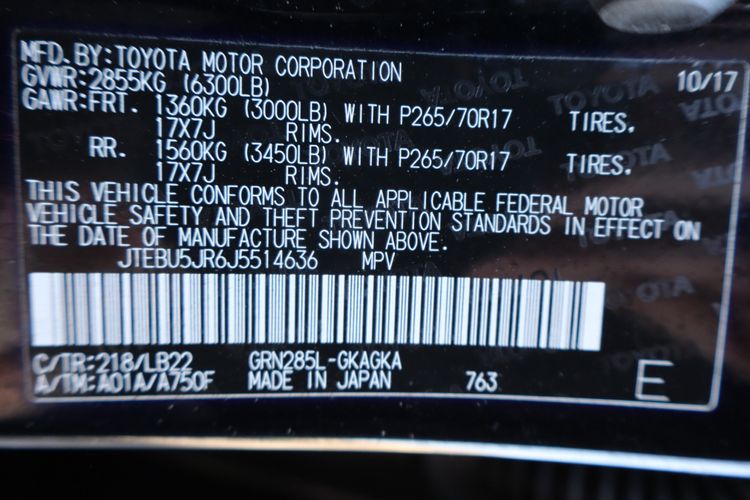 MFD.BY:TOYOTA MOTOR CORPORATION 10/17
GVWR:2855KG (6300LB)
GAWR:FRT. 1360KG (3000LB) WITH P265/70R17 TIRES.
17X7J RIMS.
RR. 1560KG (3450LB) WITH P265/70R17 TIRES.
17X7J RIMS.
THIS VEHICLE CONFORMS TO ALL APPLICABLE FEDERAL MOTOR
VEHICLE SAFETY AND THEFT PREVENTION STANDARDS IN EFFECT ON
THE DATE OF MANUFACTURE SHOWN ABOVE.
JTEBU5JR6J5514636 MPV
C/TR:218/LB22 GRN285L-GKAGKA
A/TM:A01A/A750F MADE IN JAPAN 763 E